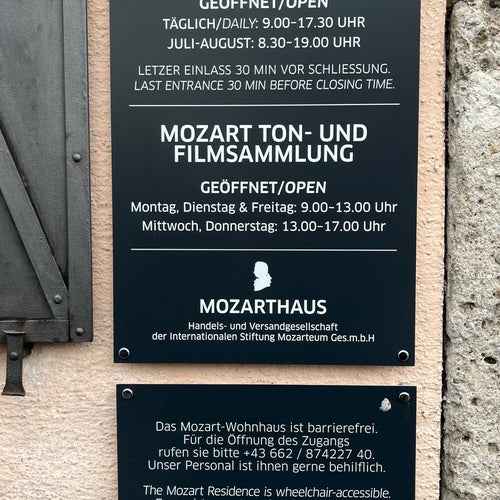 GEÖFFNET/OPEN
TÄGLICH/DAILY: 9.00-17.30 UHR
JULI-AUGUST: 8.30-19.00 UHR
LETZER EINLASS 30 MIN VOR SCHLIESSUNG.
LAST ENTRANCE 30 MIN BEFORE CLOSING TIME.
MOZART TON- UND
FILMSAMMLUNG
GEÖFFNET/OPEN
Montag, Dienstag & Freitag: 9.00-13.00 Uhr
Mittwoch, Donnerstag: 13.00-17.00 UHR
MOZARTHAUS
Handels- und Versandgesellschaft
der Internationalen Stiftung Mozarteum Ges.m.b.H
Das Mozart-Wohnhaus ist barrierefrei.
Für die Öffnung des Zugangs
rufen sie bitte +43 662 / 874227 40.
Unser Personal ist ihnen gerne behilflich.
The Mozart Residence is wheelchair-accessible.